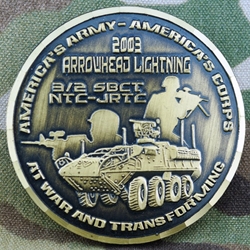 AMERICA'S ARMY - AMERICA'S CORPS
2003
ARROWHEAD LIGHTNING
3/2 SBCT
NTC-JRTC
AT WAR AND TRANSFORMING